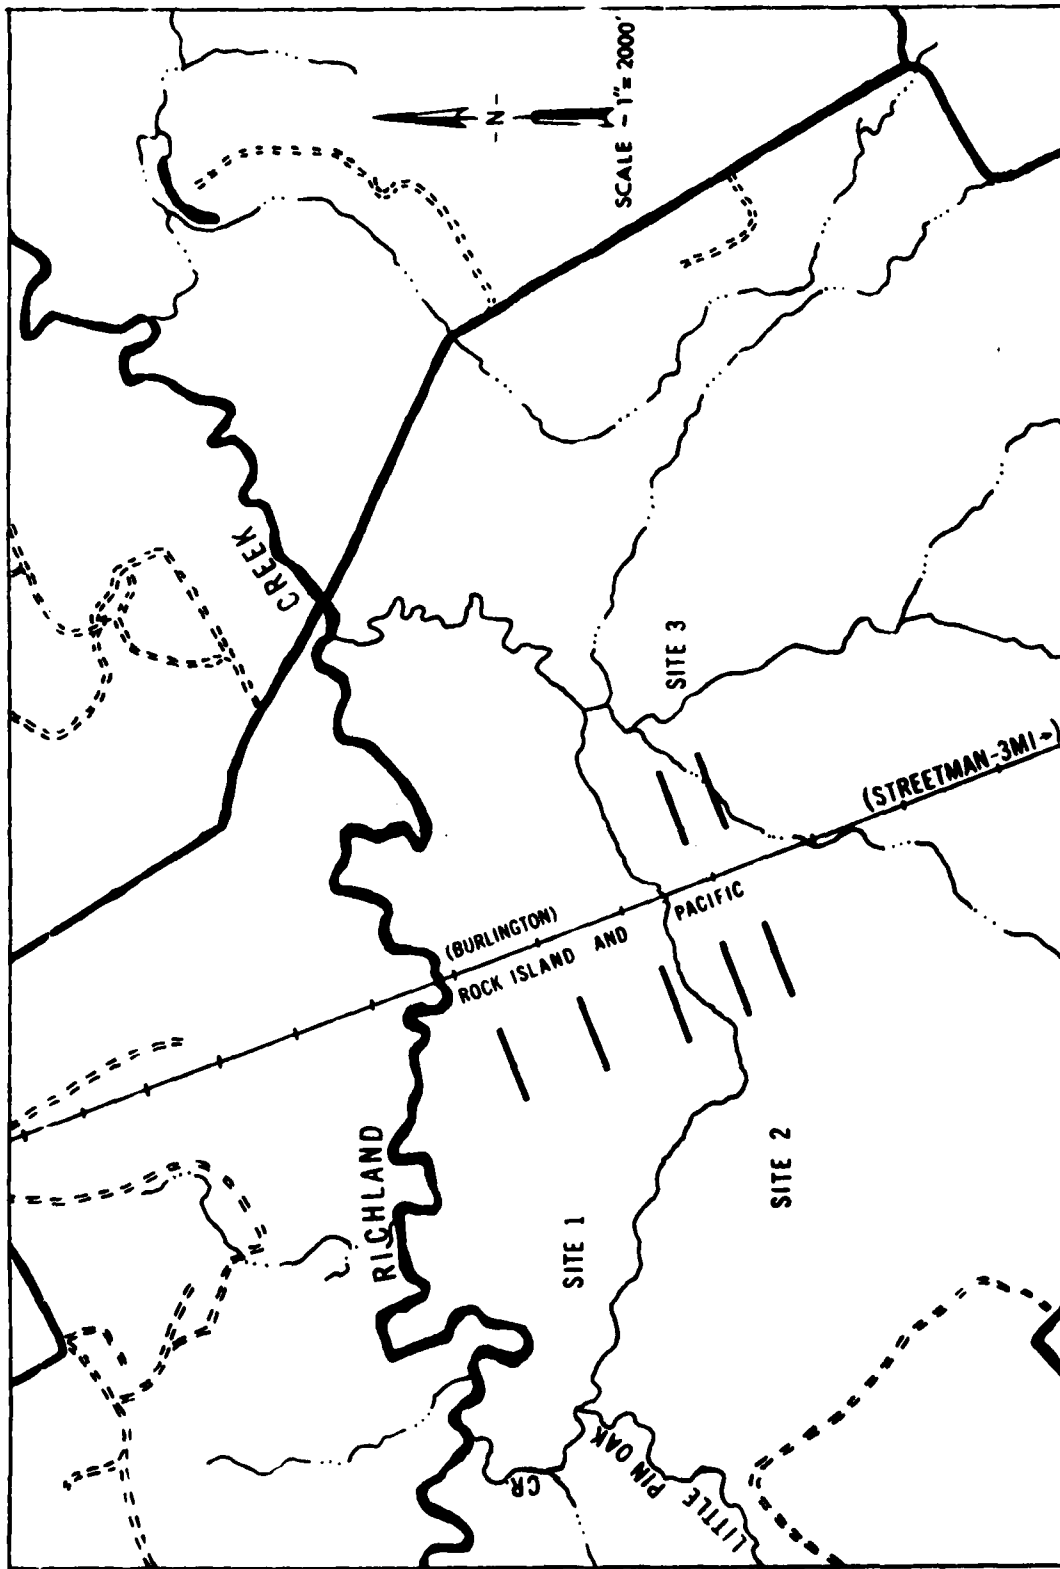 -N-
SCALE - 1" = 2000'
CREEK
RICHLAND
(BURLINGTON)
ROCK ISLAND AND PACIFIC
(STREETMAN-3MI→)
SITE 3
SITE 1
SITE 2
LITTLE PIN OAK
CR